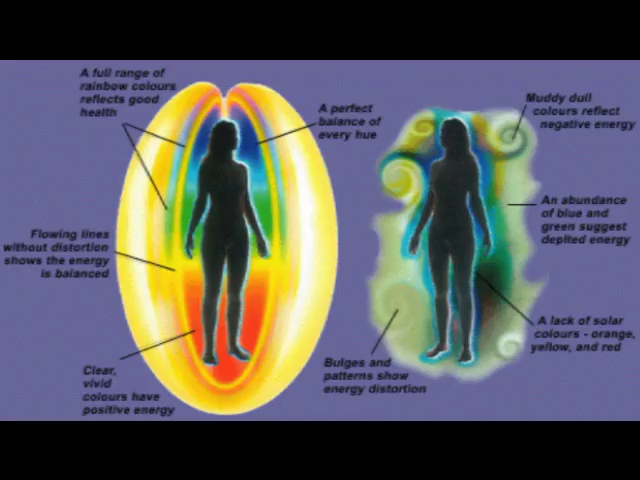 A full range of
rainbow colours
reflects good
health
A perfect
balance of
every hue
Flowing lines
without distortion
shows the energy
is balanced
Clear,
vivid
colours have
positive energy
Muddy dull
colours reflect
negative energy
An abundance
of blue and
green suggest
deplted energy
A lack of solar
colours - orange,
yellow, and red
Bulges and
patterns show
energy distortion